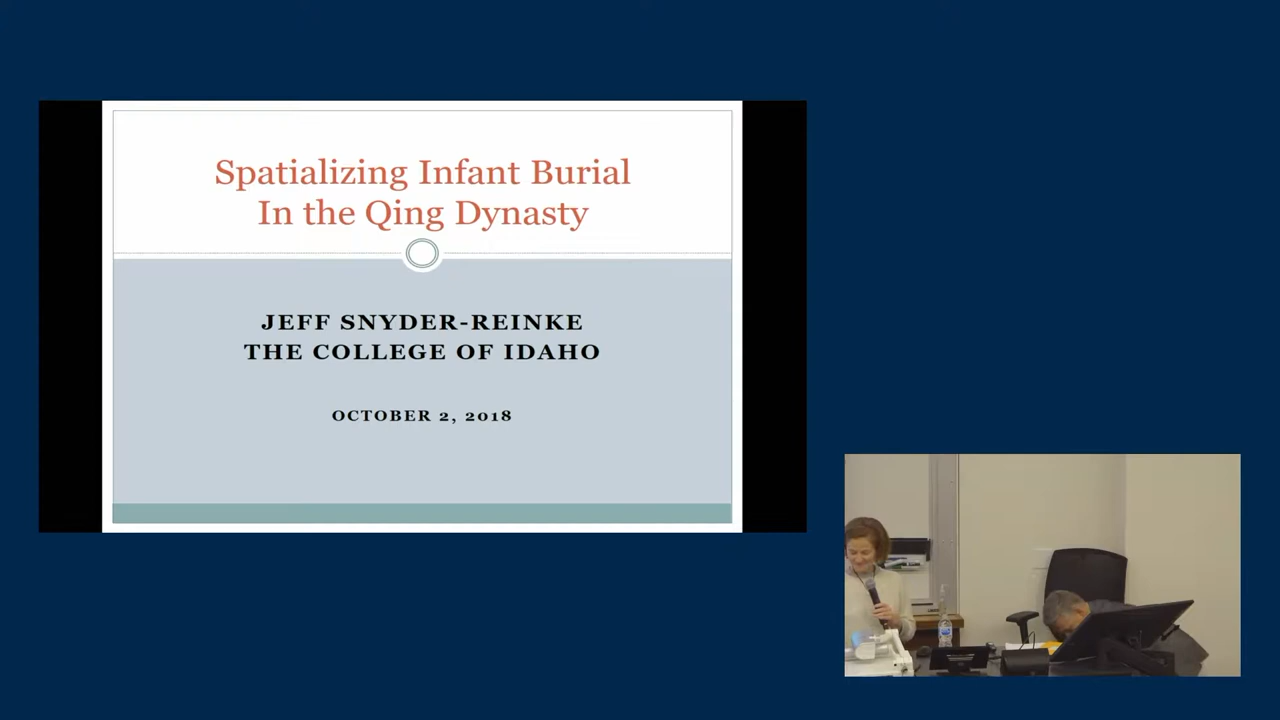 Spatializing Infant Burial
In the Qing Dynasty
JEFF SNYDER-REINKE
THE COLLEGE OF IDAHO
OCTOBER 2, 2018